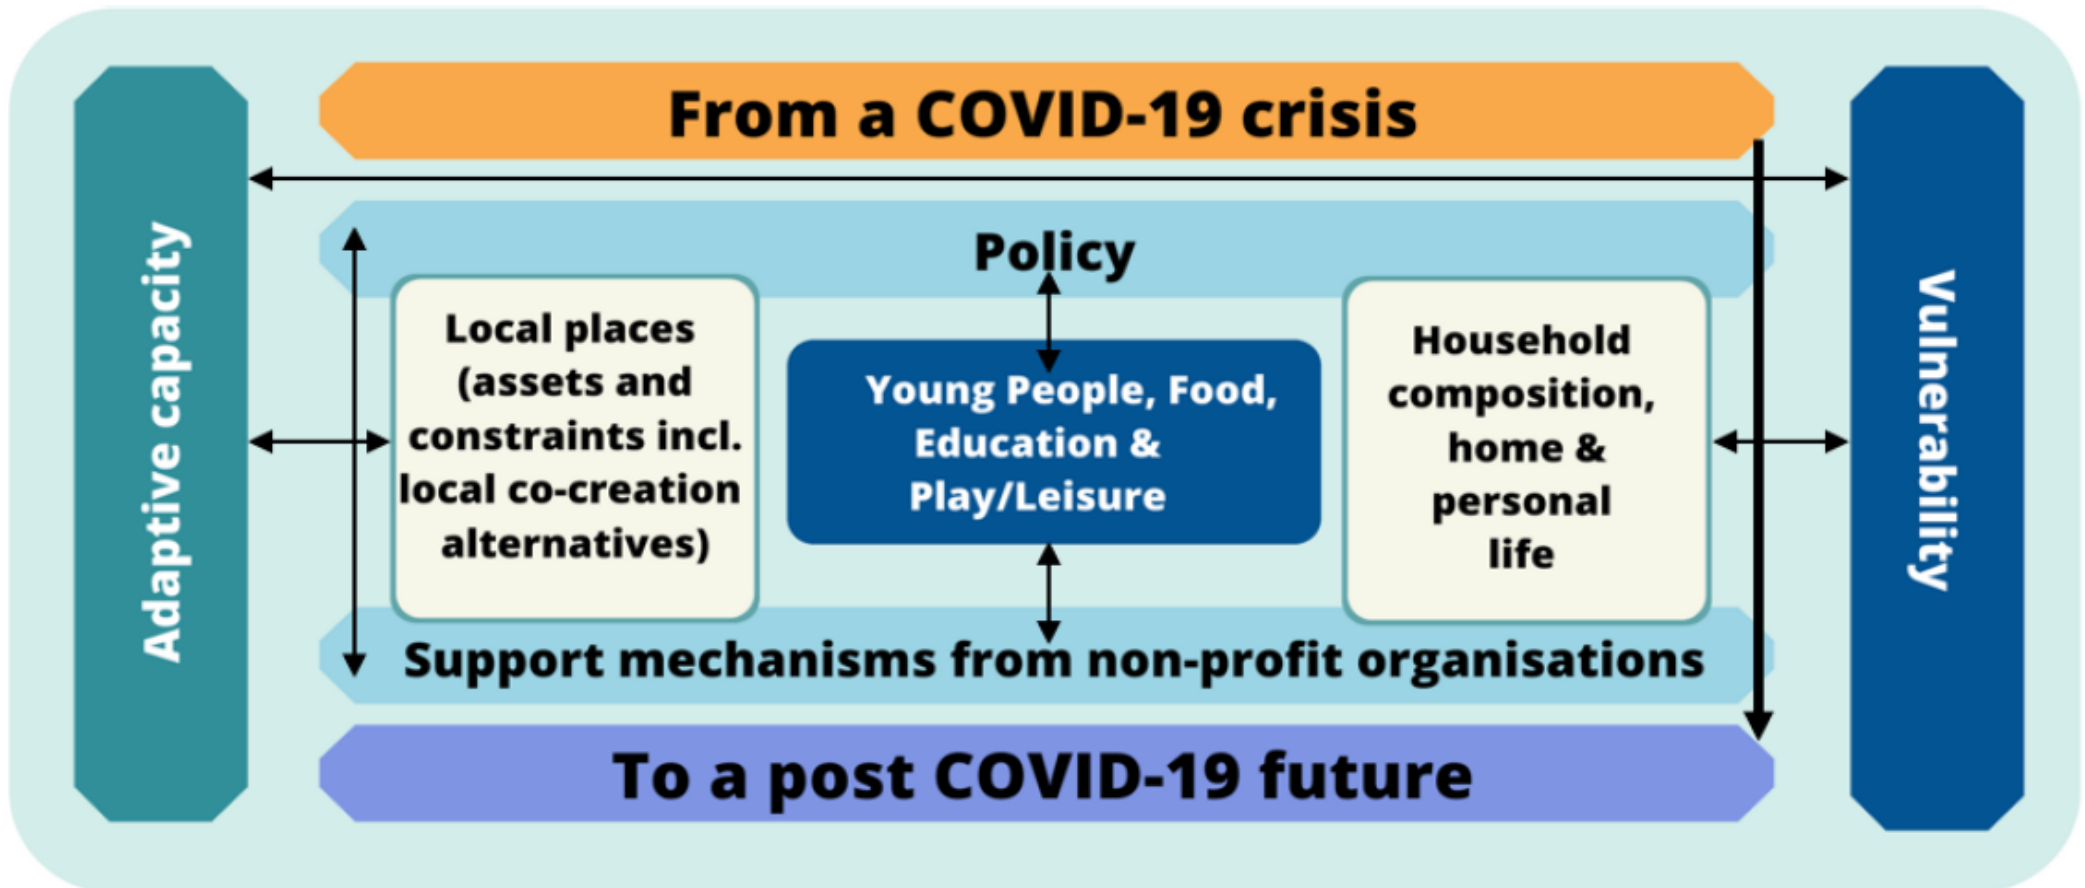 From a COVID-19 crisis
Adaptive capacity
Policy
Local places
(assets and
constraints incl.
local co-creation
alternatives)
Young People, Food,
Education &
Play/Leisure
Household
composition,
home &
personal
life
Vulnerability
Support mechanisms from non-profit organisations
To a post COVID-19 future